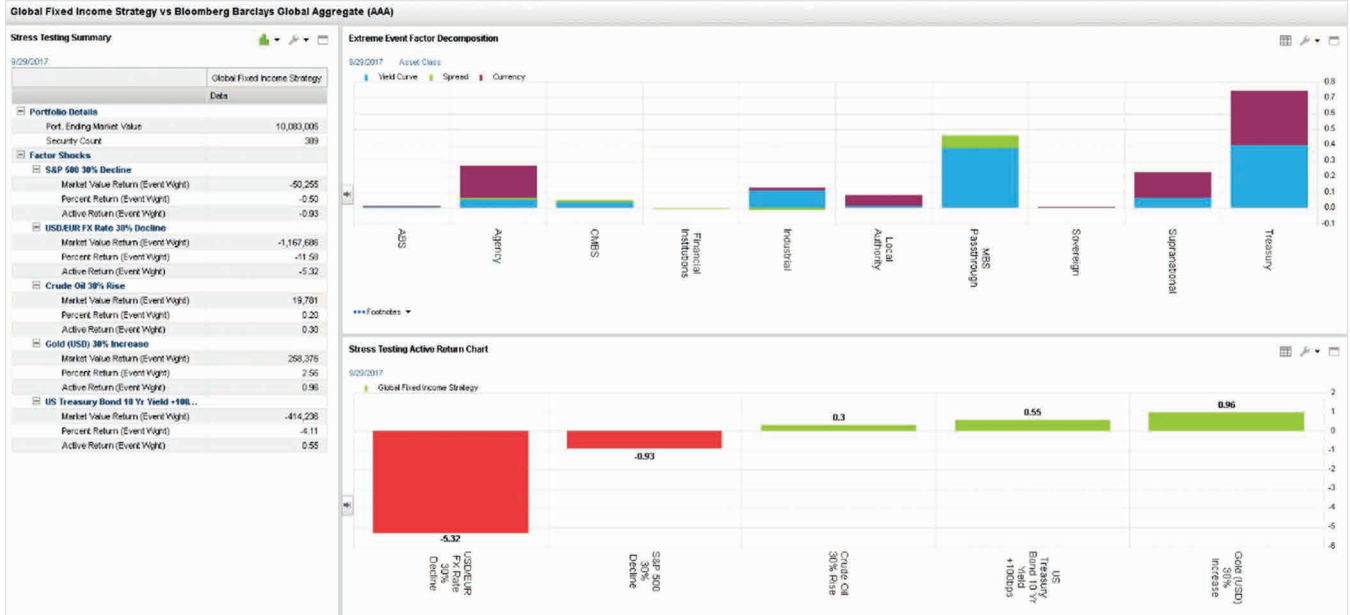 Global Fixed Income Strategy vs Bloomberg Barclays Global Aggregate (AAA)
Stress Testing Summary
9/29/2017
Global Fixed Income Strategy
Data
Portfolio Details
Port. Ending Market Value 10,083,005
Security Count 389
Factor Shocks
S&P 500 30% Decline
Market Value Return (Event Wght) -50,255
Percent Return (Event Wght) -0.50
Active Return (Event Wght) -0.93
USD/EUR FX Rate 30% Decline
Market Value Return (Event Wght) -1,167,686
Percent Return (Event Wght) -11.58
Active Return (Event Wght) -5.32
Crude Oil 30% Rise
Market Value Return (Event Wght) 19,781
Percent Return (Event Wght) 0.20
Active Return (Event Wght) 0.30
Gold (USD) 30% Increase
Market Value Return (Event Wght) 258,376
Percent Return (Event Wght) 2.56
Active Return (Event Wght) 0.96
US Treasury Bond 10 Yr Yield +100...
Market Value Return (Event Wght) -414,236
Percent Return (Event Wght) -4.11
Active Return (Event Wght) 0.55
Extreme Event Factor Decomposition
9/29/2017 Asset Class
Yield Curve Spread Currency
0.8
0.7
0.6
0.5
0.4
0.3
0.2
0.1
0.0
-0.1
ABS
Agency
CMBS
Financial
Institutions
Industrial
Local
Authority
MBS
Passthrough
Sovereign
Supranational
Treasury
Footnotes
Stress Testing Active Return Chart
9/29/2017
Global Fixed Income Strategy
2
1
0
-1
-2
-3
-4
-5
-6
-5.32
-0.93
0.3
0.55
0.96
USD/EUR
FX Rate
30%
Decline
S&P 500
30%
Decline
Crude Oil
30% Rise
US
Treasury
Bond 10 Yr
Yield
+100bps
Gold (USD)
30%
Increase